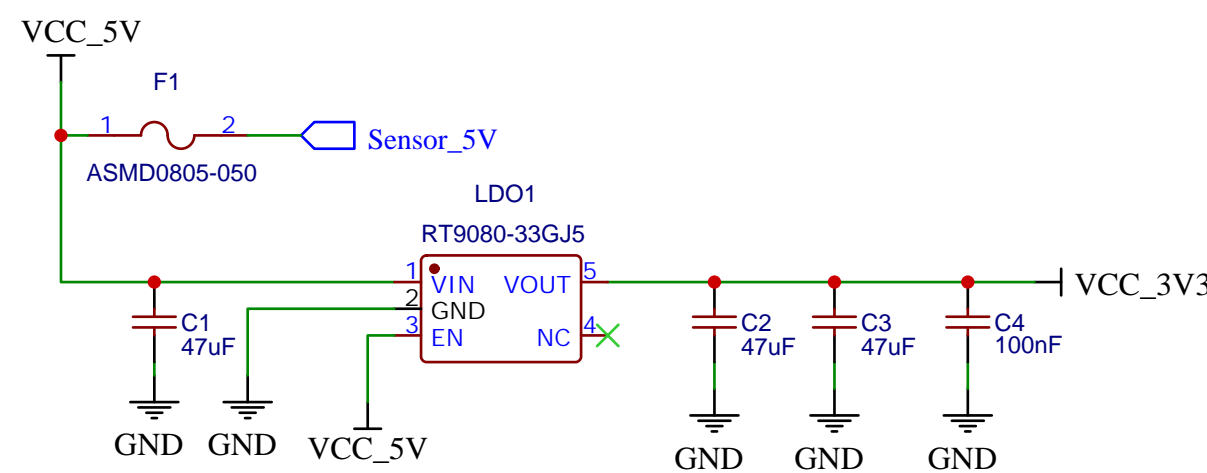 VCC_5V
F1
1 2
Sensor_5V
ASMD0805-050
LDO1
RT9080-33GJ5
1 VIN VOUT 5
2 GND
3 EN NC 4
VCC_3V3
C1
47uF
C2
47uF
C3
47uF
C4
100nF
GND GND VCC_5V GND GND GND